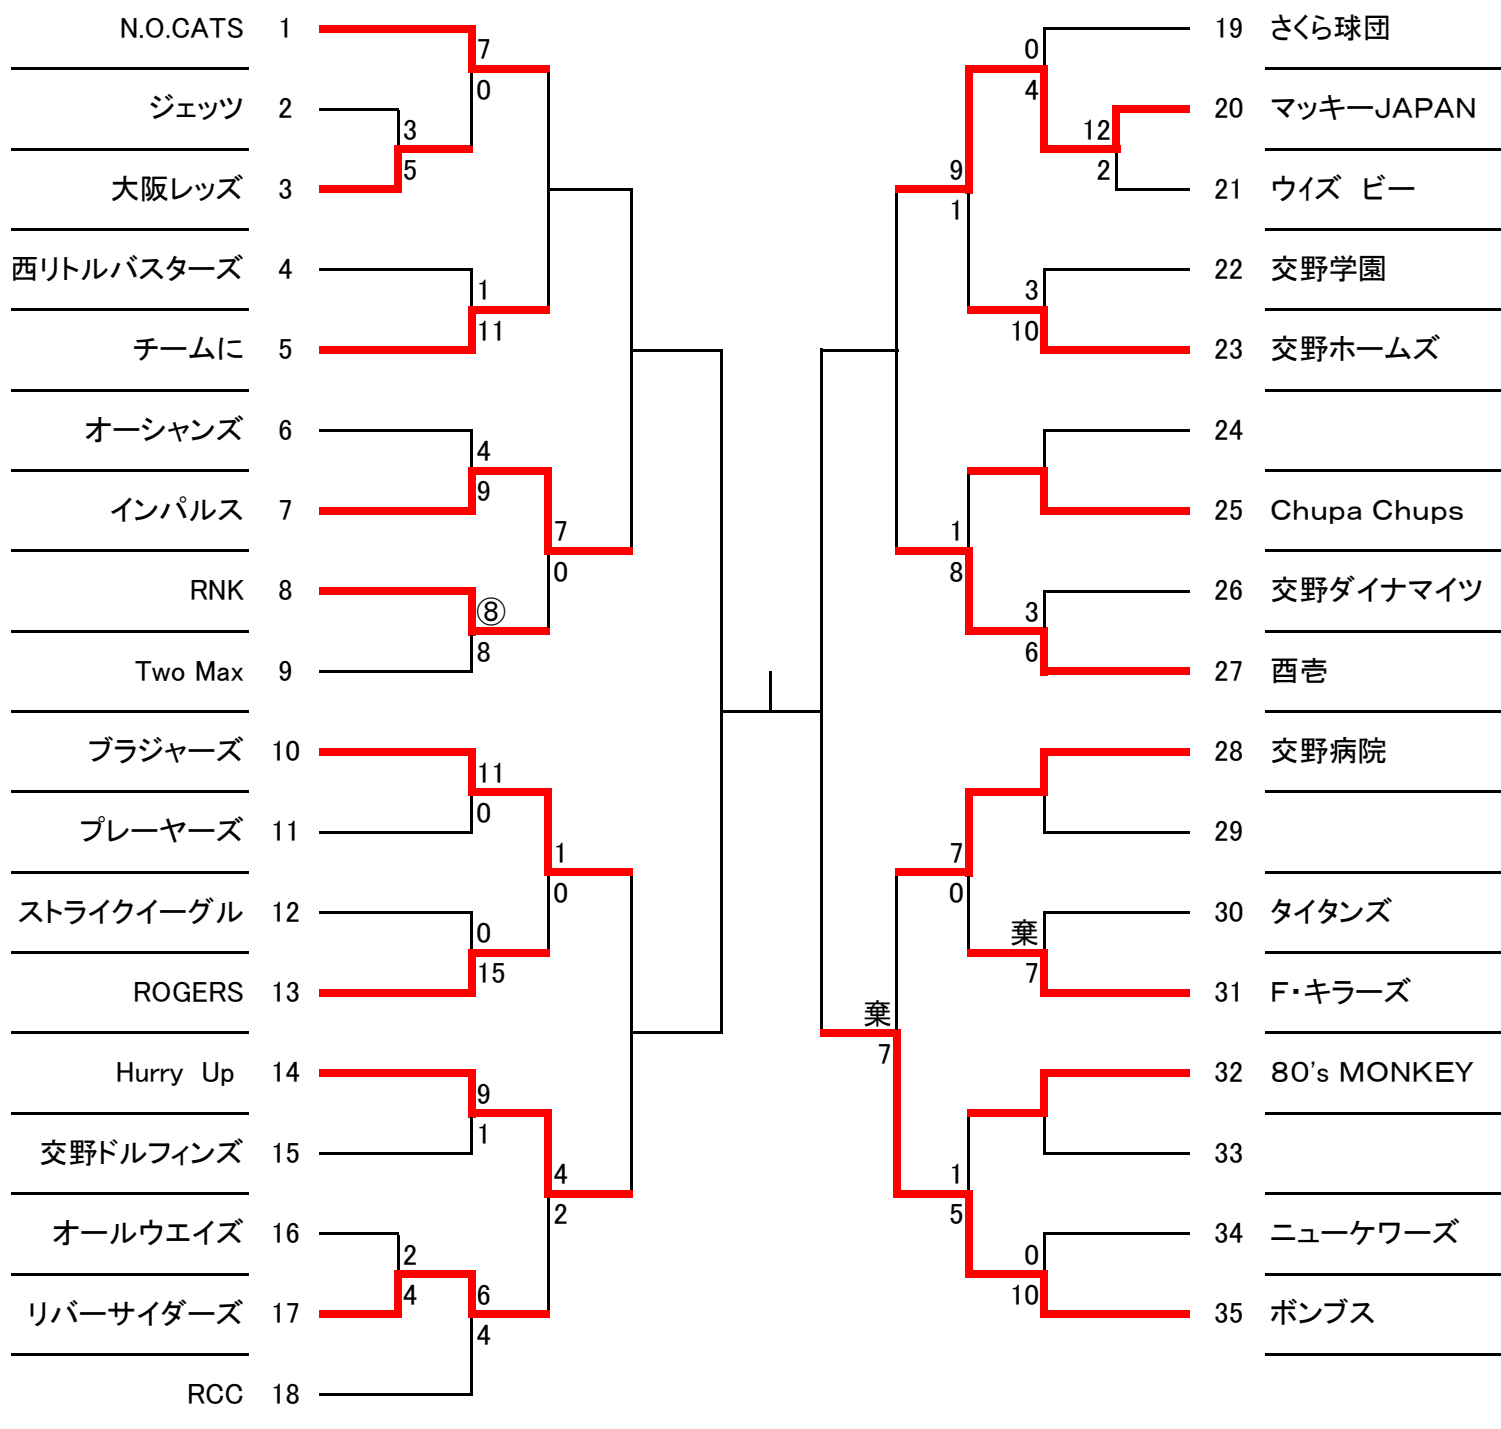 N.O.CATS 1
7
0
ジェッツ 2
3
5
大阪レッズ 3
西リトルバスターズ 4
1
11
チームに 5
オーシャンズ 6
4
9
インパルス 7
7
0
RNK 8
⑧
8
Two Max 9
ブラジャーズ 10
11
0
プレーヤーズ 11
1
0
ストライクイーグル 12
0
15
ROGERS 13
Hurry Up 14
9
1
交野ドルフィンズ 15
4
2
オールウエイズ 16
2
4
リバーサイダーズ 17
6
4
RCC 18
19 さくら球団
0
4
20 マッキーJAPAN
12
2
21 ウイズ ビー
9
1
22 交野学園
3
10
23 交野ホームズ
24
25 Chupa Chups
1
8
26 交野ダイナマイツ
3
6
27 酉壱
28 交野病院
29
7
0
30 タイタンズ
棄
7
31 F・キラーズ
棄
7
32 80's MONKEY
33
1
5
34 ニューケワーズ
0
10
35 ボンブス